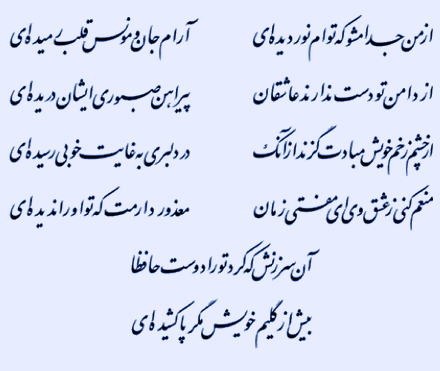 از من جدا مشو که توام نور دیده‌ای
آرام جان و مونس قلب رمیده‌ای
از دامن تو دست ندارند عاشقان
پیراهن صبوری ایشان دریده‌ای
از چشم زخم خویش مبادت گزند از آنک
در دلبری به غایت خوبی رسیده‌ای
منعم کنی ز عشق وی ای مفتی زمان
معذور دارمت که تو او را ندیده‌ای
آن سرزنش که کرد تو را دوست حافظا
بیش از گلیم خویش مگر پا کشیده‌ای